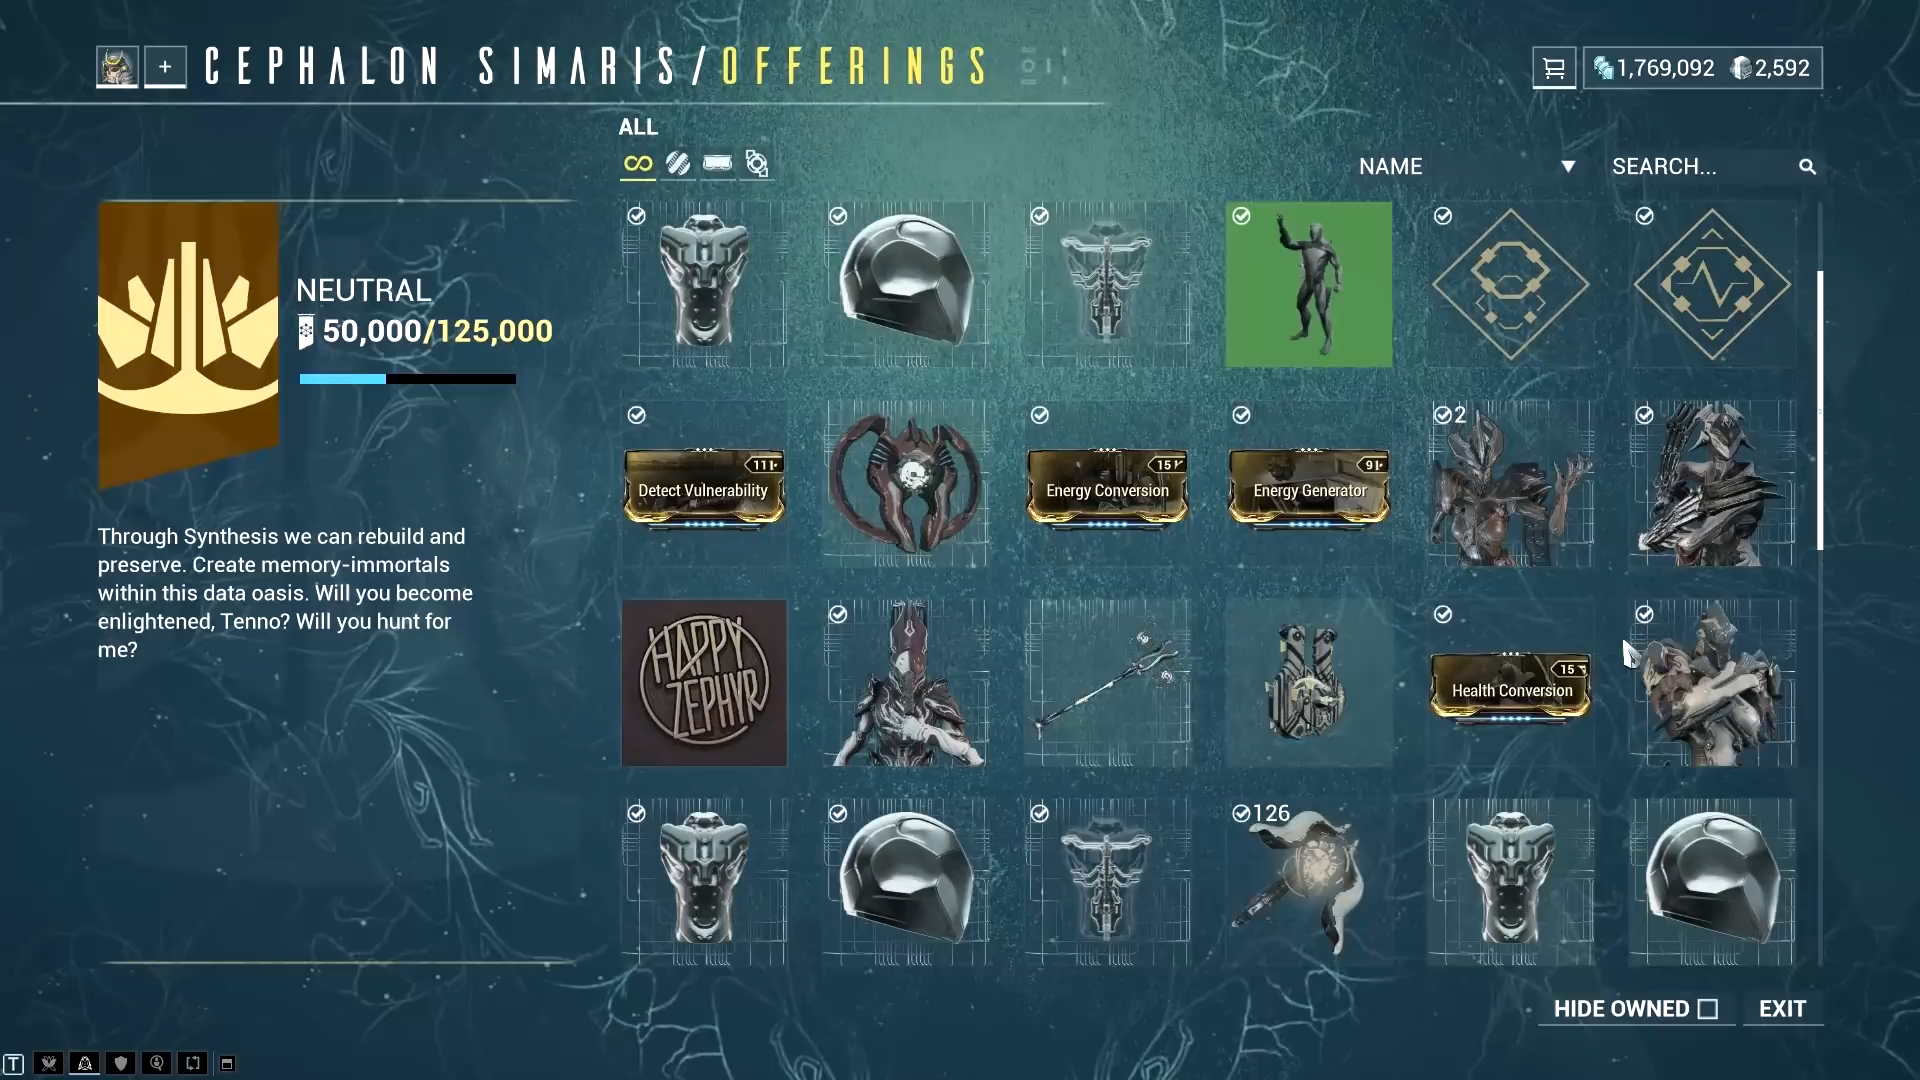 CEPHALON SIMARIS/OFFERINGS
1,769,092 2,592
ALL
NAME
SEARCH...
NEUTRAL
50,000/125,000
Through Synthesis we can rebuild and
preserve. Create memory-immortals
within this data oasis. Will you become
enlightened, Tenno? Will you hunt for
me?
11
Detect Vulnerability
15
Energy Conversion
9
Energy Generator
2
HAPPY
ZEPHYR
15
Health Conversion
126
HIDE OWNED
EXIT
T